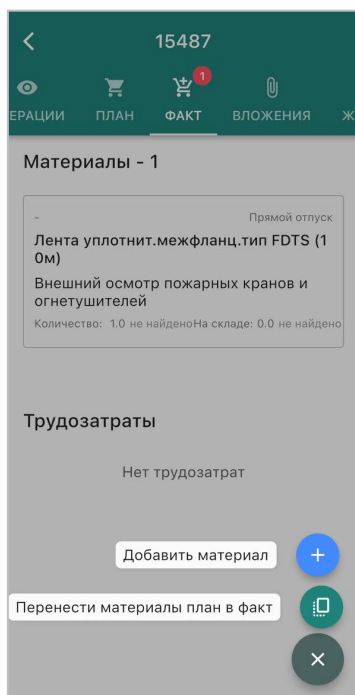 15487
1
ЕРАЦИИ ПЛАН ФАКТ ВЛОЖЕНИЯ Ж
Материалы - 1
- Прямой отпуск
Лента уплотнит.межфланц.тип FDTS (1
0м)
Внешний осмотр пожарных кранов и
огнетушителей
Количество: 1.0 не найденоНа складе: 0.0 не найдено
Трудозатраты
Нет трудозатрат
Добавить материал
Перенести материалы план в факт